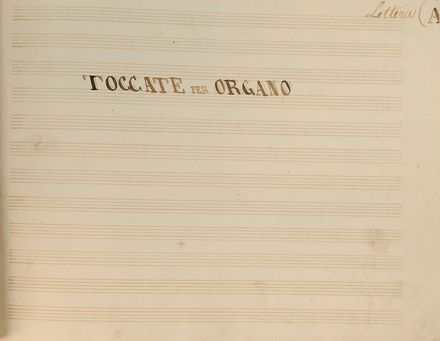 Lettera (A
TOCCATE PER ORGANO